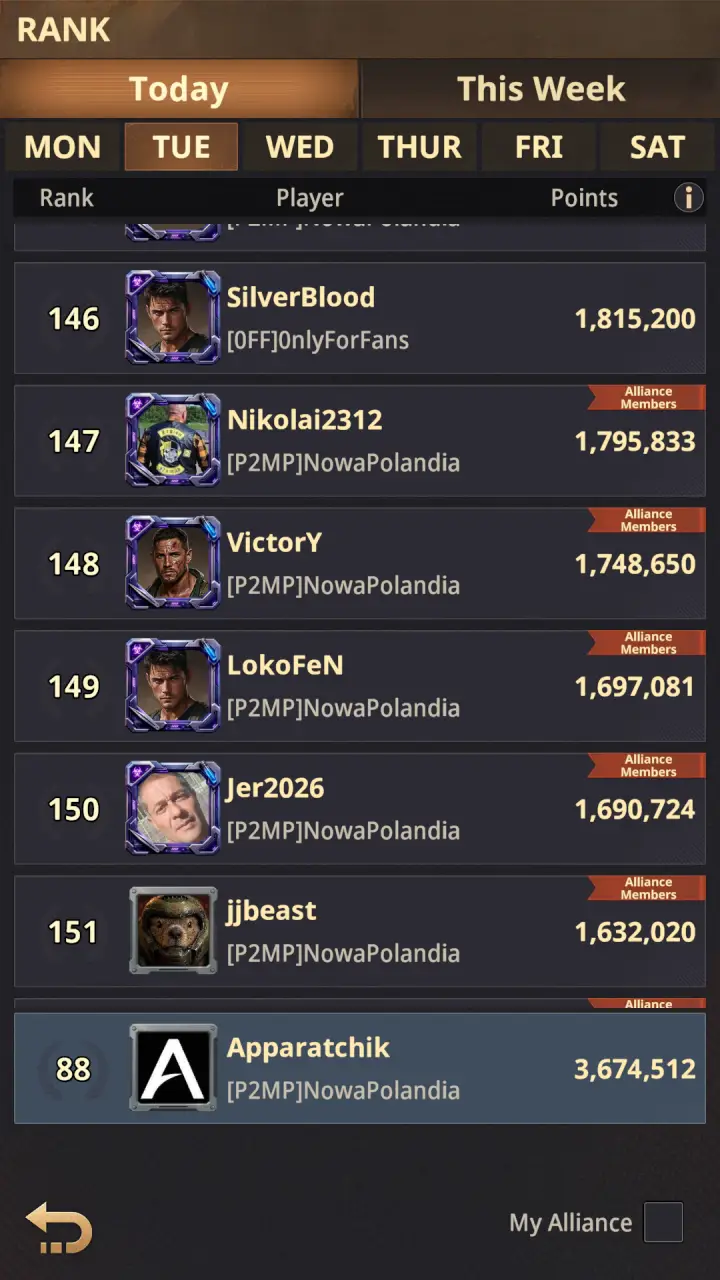 RANK
Today
This Week
MON
TUE
WED
THUR
FRI
SAT
Rank
Player
Points
146
SilverBlood
[0FF]0nlyForFans
1,815,200
147
Nikolai2312
[P2MP]NowaPolandia
Alliance
Members
1,795,833
148
VictorY
[P2MP]NowaPolandia
Alliance
Members
1,748,650
149
LokoFeN
[P2MP]NowaPolandia
Alliance
Members
1,697,081
150
Jer2026
[P2MP]NowaPolandia
Alliance
Members
1,690,724
151
jjbeast
[P2MP]NowaPolandia
Alliance
Members
1,632,020
Alliance
88
Apparatchik
[P2MP]NowaPolandia
3,674,512
My Alliance